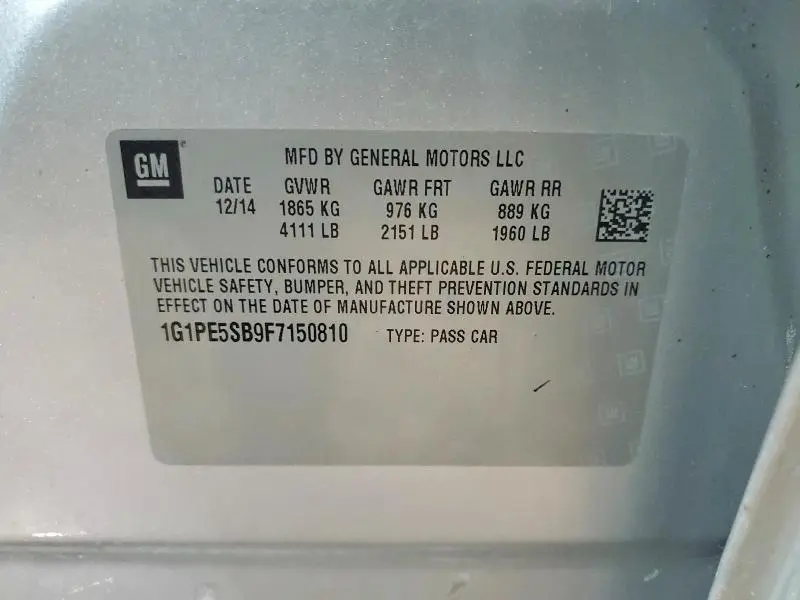 GM
MFD BY GENERAL MOTORS LLC
DATE GVWR GAWR FRT GAWR RR
12/14 1865 KG 976 KG 889 KG
4111 LB 2151 LB 1960 LB
THIS VEHICLE CONFORMS TO ALL APPLICABLE U.S. FEDERAL MOTOR
VEHICLE SAFETY, BUMPER, AND THEFT PREVENTION STANDARDS IN
EFFECT ON THE DATE OF MANUFACTURE SHOWN ABOVE.
1G1PE5SB9F7150810 TYPE: PASS CAR